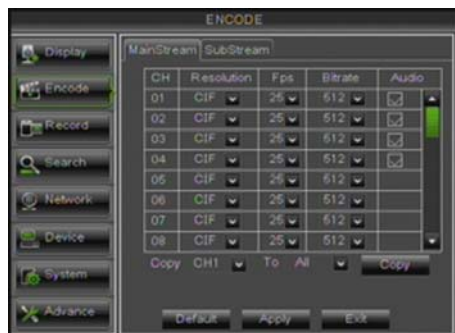 ENCODE
Display
Encode
Record
Search
Network
Device
System
Advance
MainStream SubStream
CH Resolution Fps Bitrate Audio
01 CIF 25 512
02 CIF 25 512
03 CIF 25 512
04 CIF 25 512
05 CIF 25 512
06 CIF 25 512
07 CIF 25 512
08 CIF 25 512
Copy CH1 To All Copy
Default Apply Exit